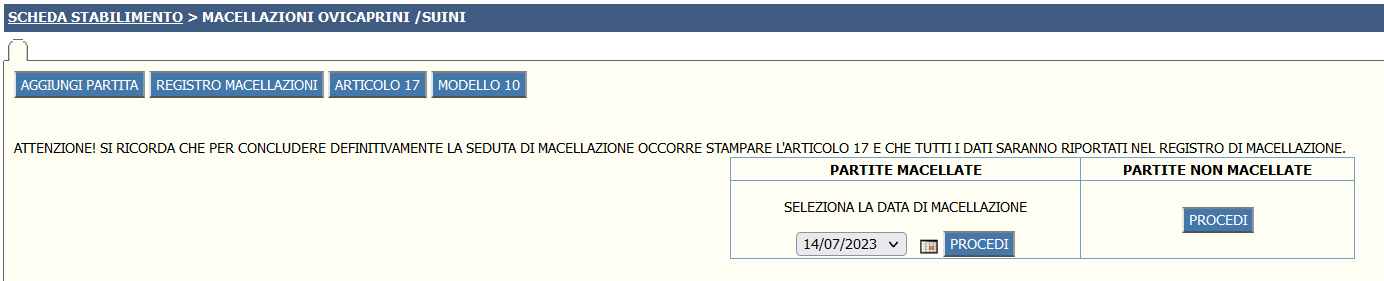 SCHEDA STABILIMENTO > MACELLAZIONI OVICAPRINI /SUINI
AGGIUNGI PARTITA REGISTRO MACELLAZIONI ARTICOLO 17 MODELLO 10
ATTENZIONE! SI RICORDA CHE PER CONCLUDERE DEFINITIVAMENTE LA SEDUTA DI MACELLAZIONE OCCORRE STAMPARE L'ARTICOLO 17 E CHE TUTTI I DATI SARANNO RIPORTATI NEL REGISTRO DI MACELLAZIONE.
PARTITE MACELLATE PARTITE NON MACELLATE
SELEZIONA LA DATA DI MACELLAZIONE
PROCEDI
14/07/2023 PROCEDI